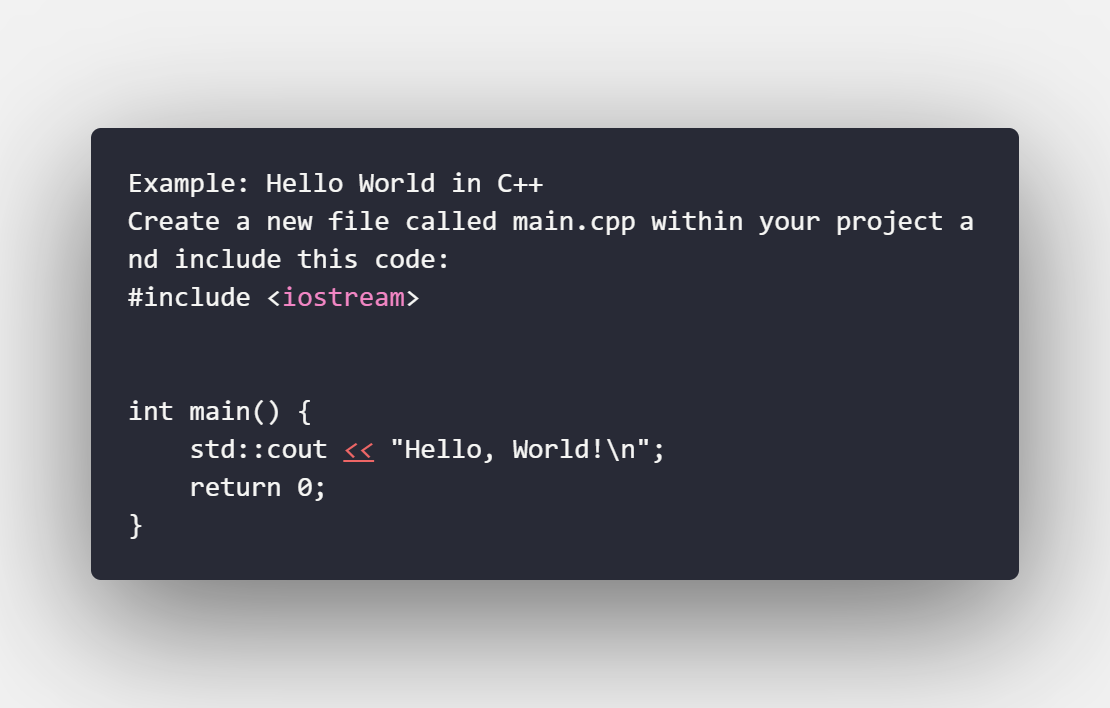 Example: Hello World in C++
Create a new file called main.cpp within your project a
nd include this code:
#include <iostream>
int main() {
    std::cout << "Hello, World!\n";
    return 0;
}